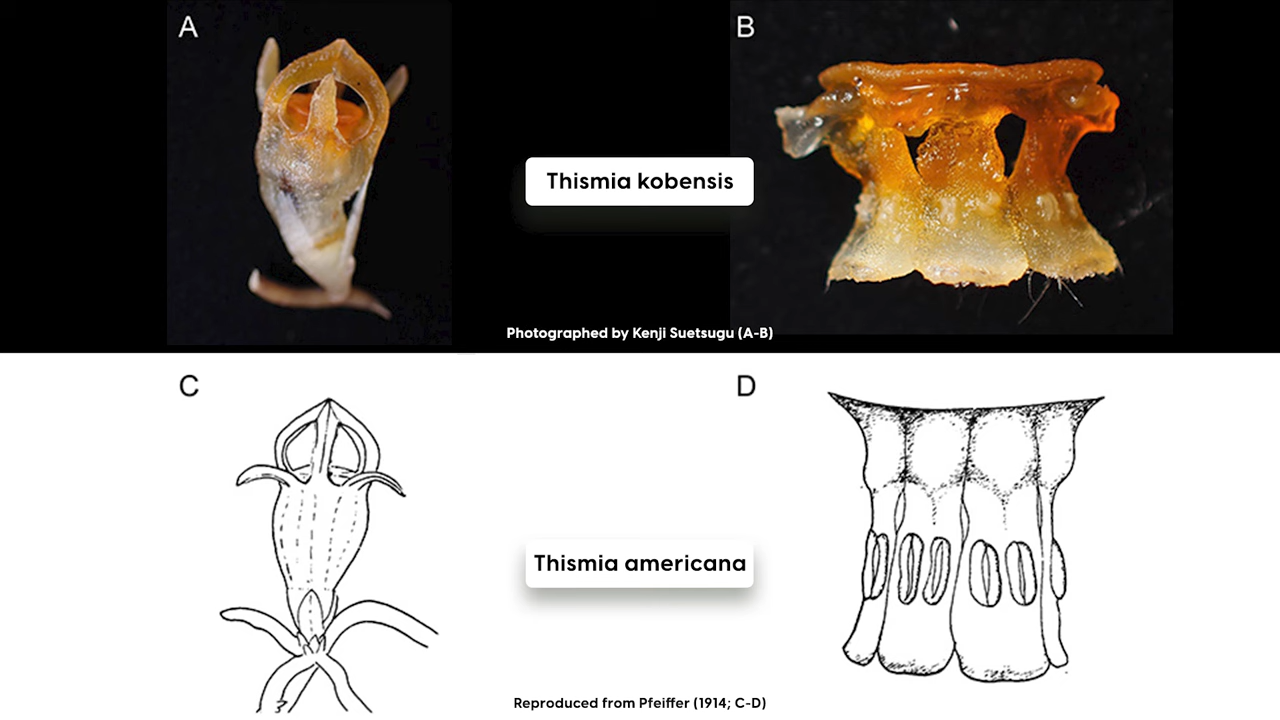 A
B
Thismia kobensis
Photographed by Kenji Suetsugu (A-B)
C
D
Thismia americana
Reproduced from Pfeiffer (1914; C-D)